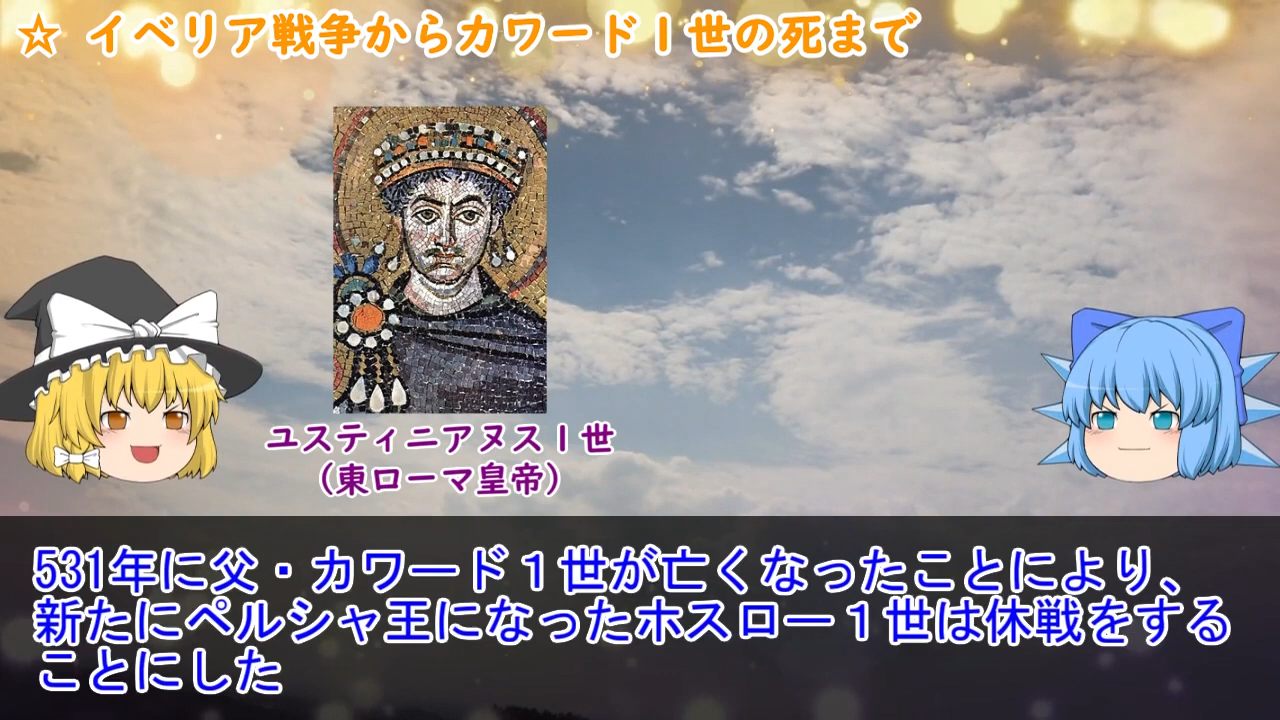 ☆ イベリア戦争からカワードⅠ世の死まで
ユスティニアヌスⅠ世
（東ローマ皇帝）
531年に父・カワード１世が亡くなったことにより、
新たにペルシャ王になったホスロー１世は休戦をする
ことにした